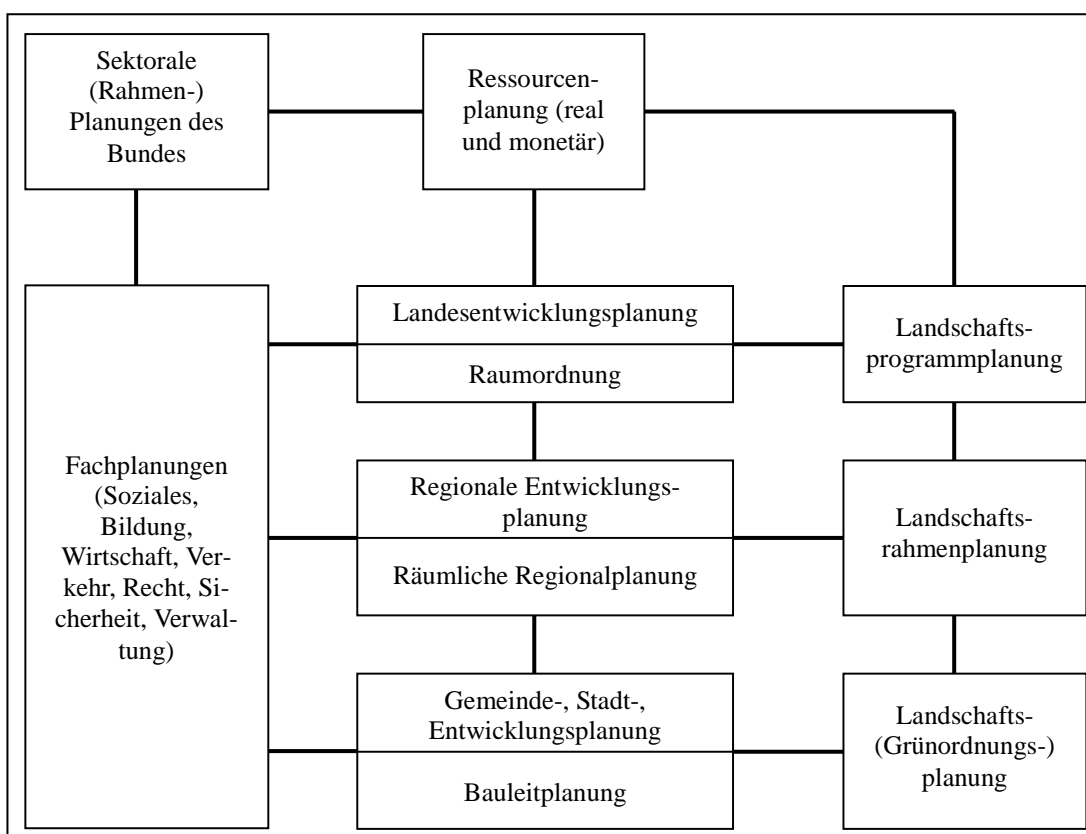 Sektorale
(Rahmen-)
Planungen des
Bundes
Ressourcen-
planung (real
und monetär)
Landesentwicklungsplanung
Raumordnung
Landschafts-
programmplanung
Fachplanungen
(Soziales,
Bildung,
Wirtschaft, Ver-
kehr, Recht, Si-
cherheit, Verwal-
tung)
Regionale Entwicklungs-
planung
Räumliche Regionalplanung
Landschafts-
rahmenplanung
Gemeinde-, Stadt-,
Entwicklungsplanung
Bauleitplanung
Landschafts-
(Grünordnungs-)
planung